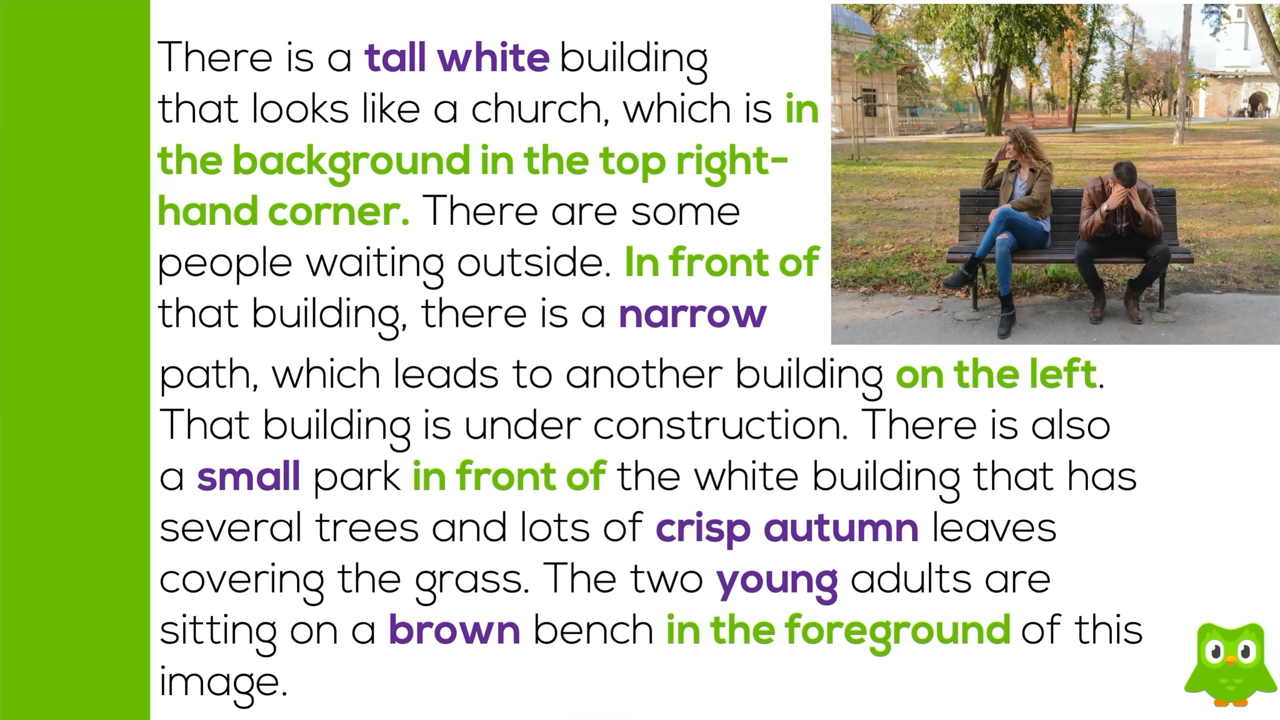 There is a tall white building
that looks like a church, which is in
the background in the top right-
hand corner. There are some
people waiting outside. In front of
that building, there is a narrow
path, which leads to another building on the left.
That building is under construction. There is also
a small park in front of the white building that has
several trees and lots of crisp autumn leaves
covering the grass. The two young adults are
sitting on a brown bench in the foreground of this
image.